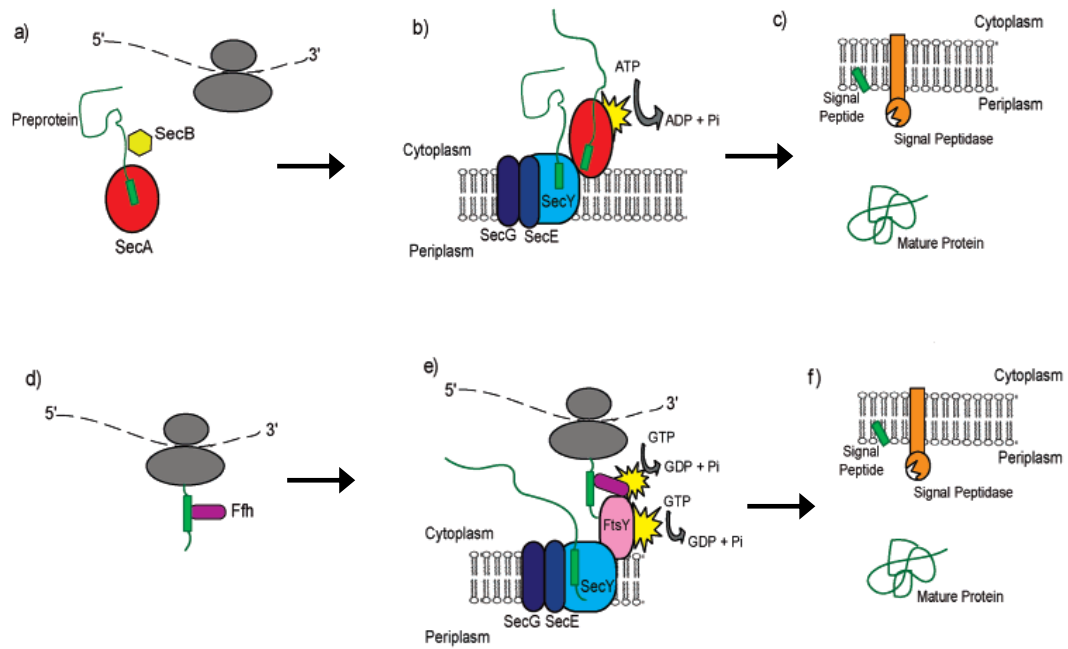 a)
5'
3'
Preprotein
SecB
SecA
b)
ATP
ADP + Pi
Cytoplasm
SecY
SecG
SecE
Periplasm
c)
Cytoplasm
Signal
Peptide
Periplasm
Signal Peptidase
Mature Protein
d)
5'
3'
Ffh
e)
5'
3'
GTP
GDP + Pi
GTP
FtsY
GDP + Pi
Cytoplasm
SecY
SecG
SecE
Periplasm
f)
Cytoplasm
Signal
Peptide
Periplasm
Signal Peptidase
Mature Protein